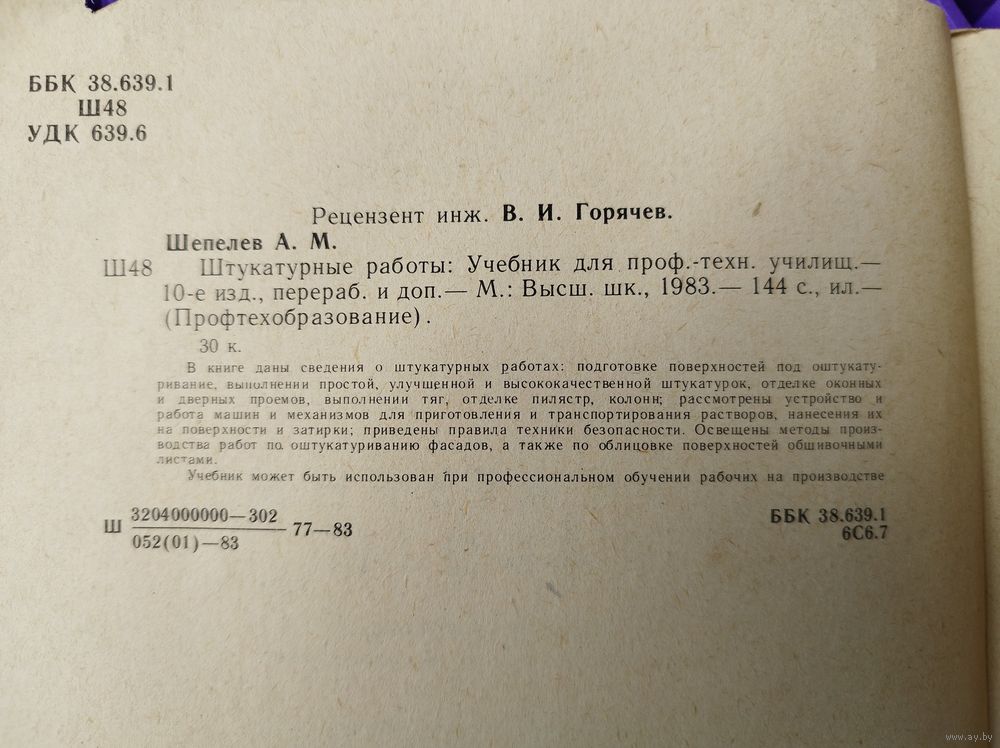 ББК 38.639.1
Ш48
УДК 639.6
Рецензент инж. В. И. Горячев.
Шепелев А. М.
Ш48 Штукатурные работы: Учебник для проф.-техн. училищ.—
10-е изд., перераб. и доп.— М.: Высш. шк., 1983.— 144 с., ил.—
(Профтехобразование).
30 к.
В книге даны сведения о штукатурных работах: подготовке поверхностей под оштукату-
ривание, выполнении простой, улучшенной и высококачественной штукатурок, отделке оконных
и дверных проемов, выполнении тяг, отделке пилястр, колонн; рассмотрены устройство и
работа машин и механизмов для приготовления и транспортирования растворов, нанесения их
на поверхности и затирки; приведены правила техники безопасности. Освещены методы произ-
водства работ по оштукатуриванию фасадов, а также по облицовке поверхностей обшивочными
листами.
Учебник может быть использован при профессиональном обучении рабочих на производстве
Ш 3204000000—302
052(01)—83
77—83
ББК 38.639.1
6С6.7
www.ay.by